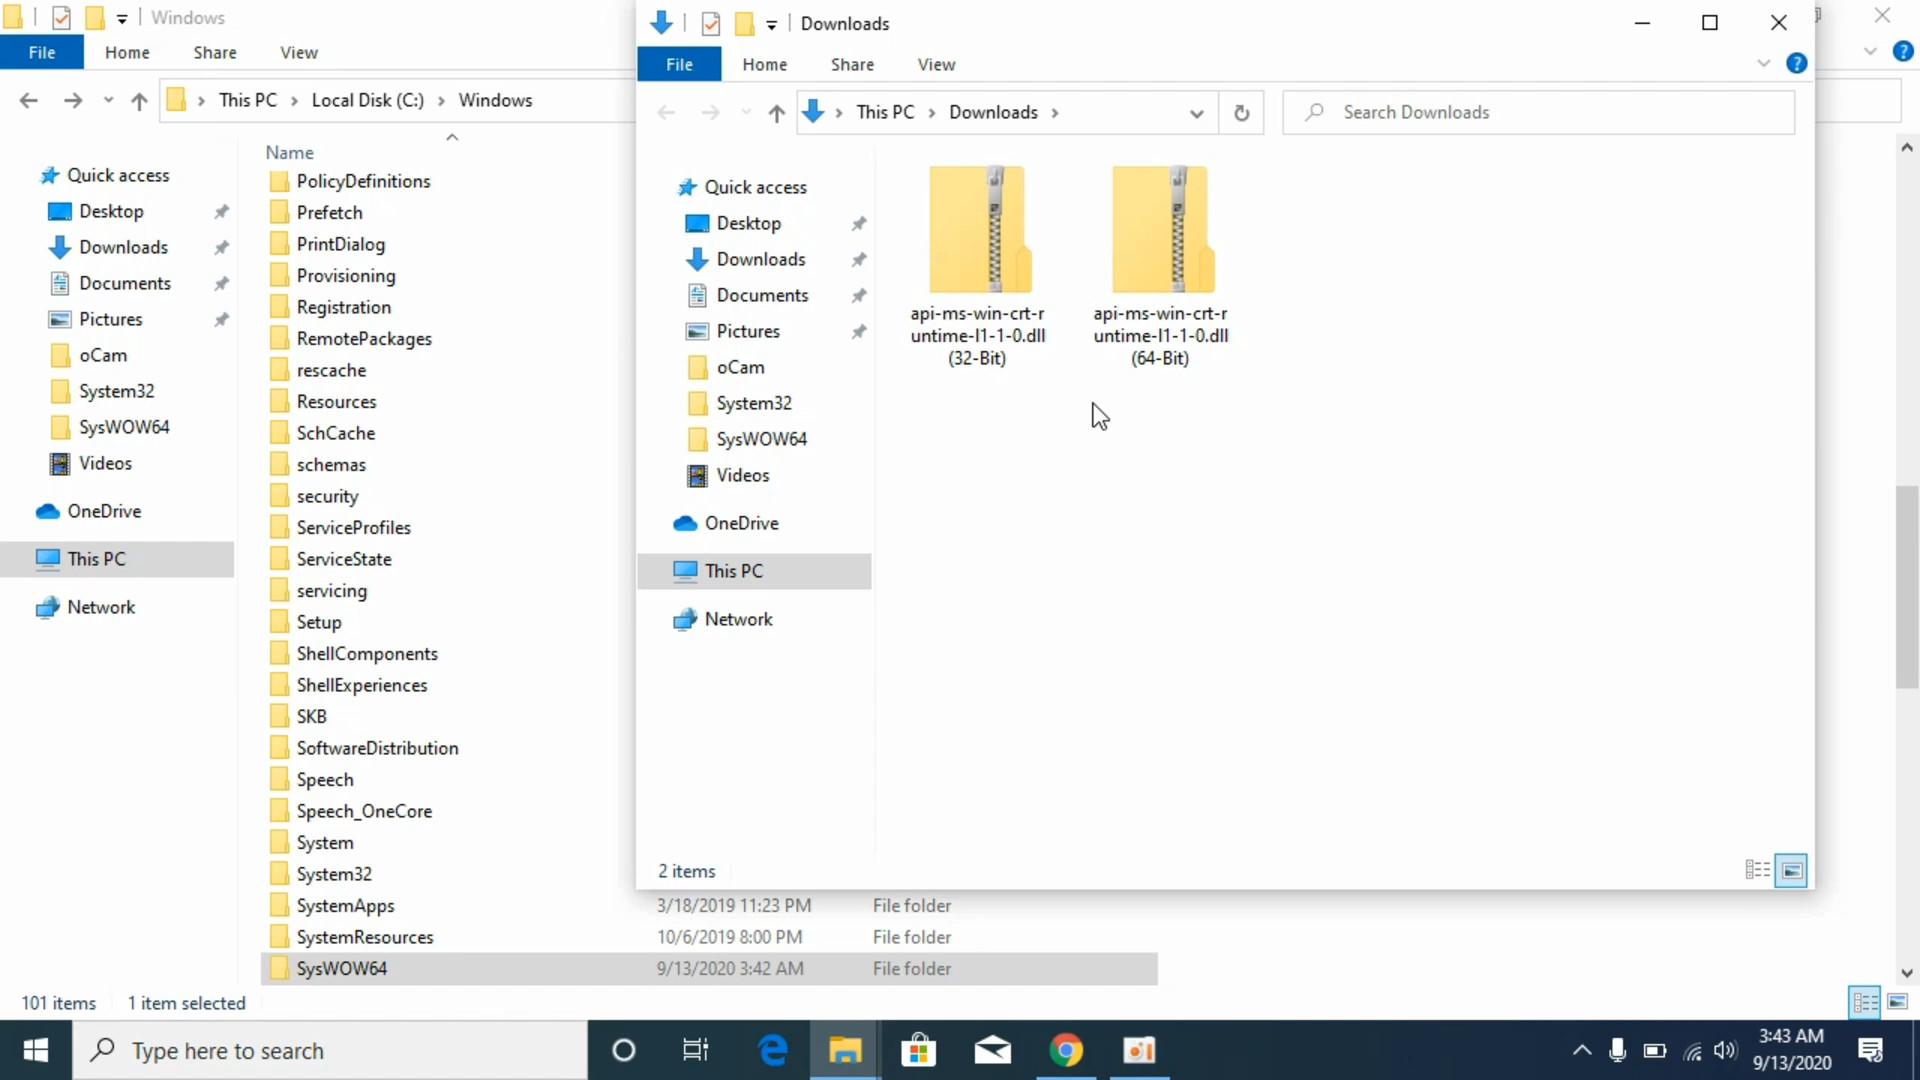 Windows
File Home Share View
This PC Local Disk (C:) Windows
Name
Quick access
Desktop
Downloads
Documents
Pictures
oCam
System32
SysWOW64
Videos
OneDrive
This PC
Network
PolicyDefinitions
Prefetch
PrintDialog
Provisioning
Registration
RemotePackages
rescache
Resources
SchCache
schemas
security
ServiceProfiles
ServiceState
servicing
Setup
ShellComponents
ShellExperiences
SKB
SoftwareDistribution
Speech
Speech_OneCore
System
System32
SystemApps 3/18/2019 11:23 PM File folder
SystemResources 10/6/2019 8:00 PM File folder
SysWOW64 9/13/2020 3:42 AM File folder
101 items 1 item selected
Downloads
File Home Share View
This PC Downloads
Search Downloads
Quick access
Desktop
Downloads
Documents
Pictures
oCam
System32
SysWOW64
Videos
OneDrive
This PC
Network
api-ms-win-crt-r
untime-l1-1-0.dll
(32-Bit)
api-ms-win-crt-r
untime-l1-1-0.dll
(64-Bit)
2 items
Type here to search
3:43 AM
9/13/2020